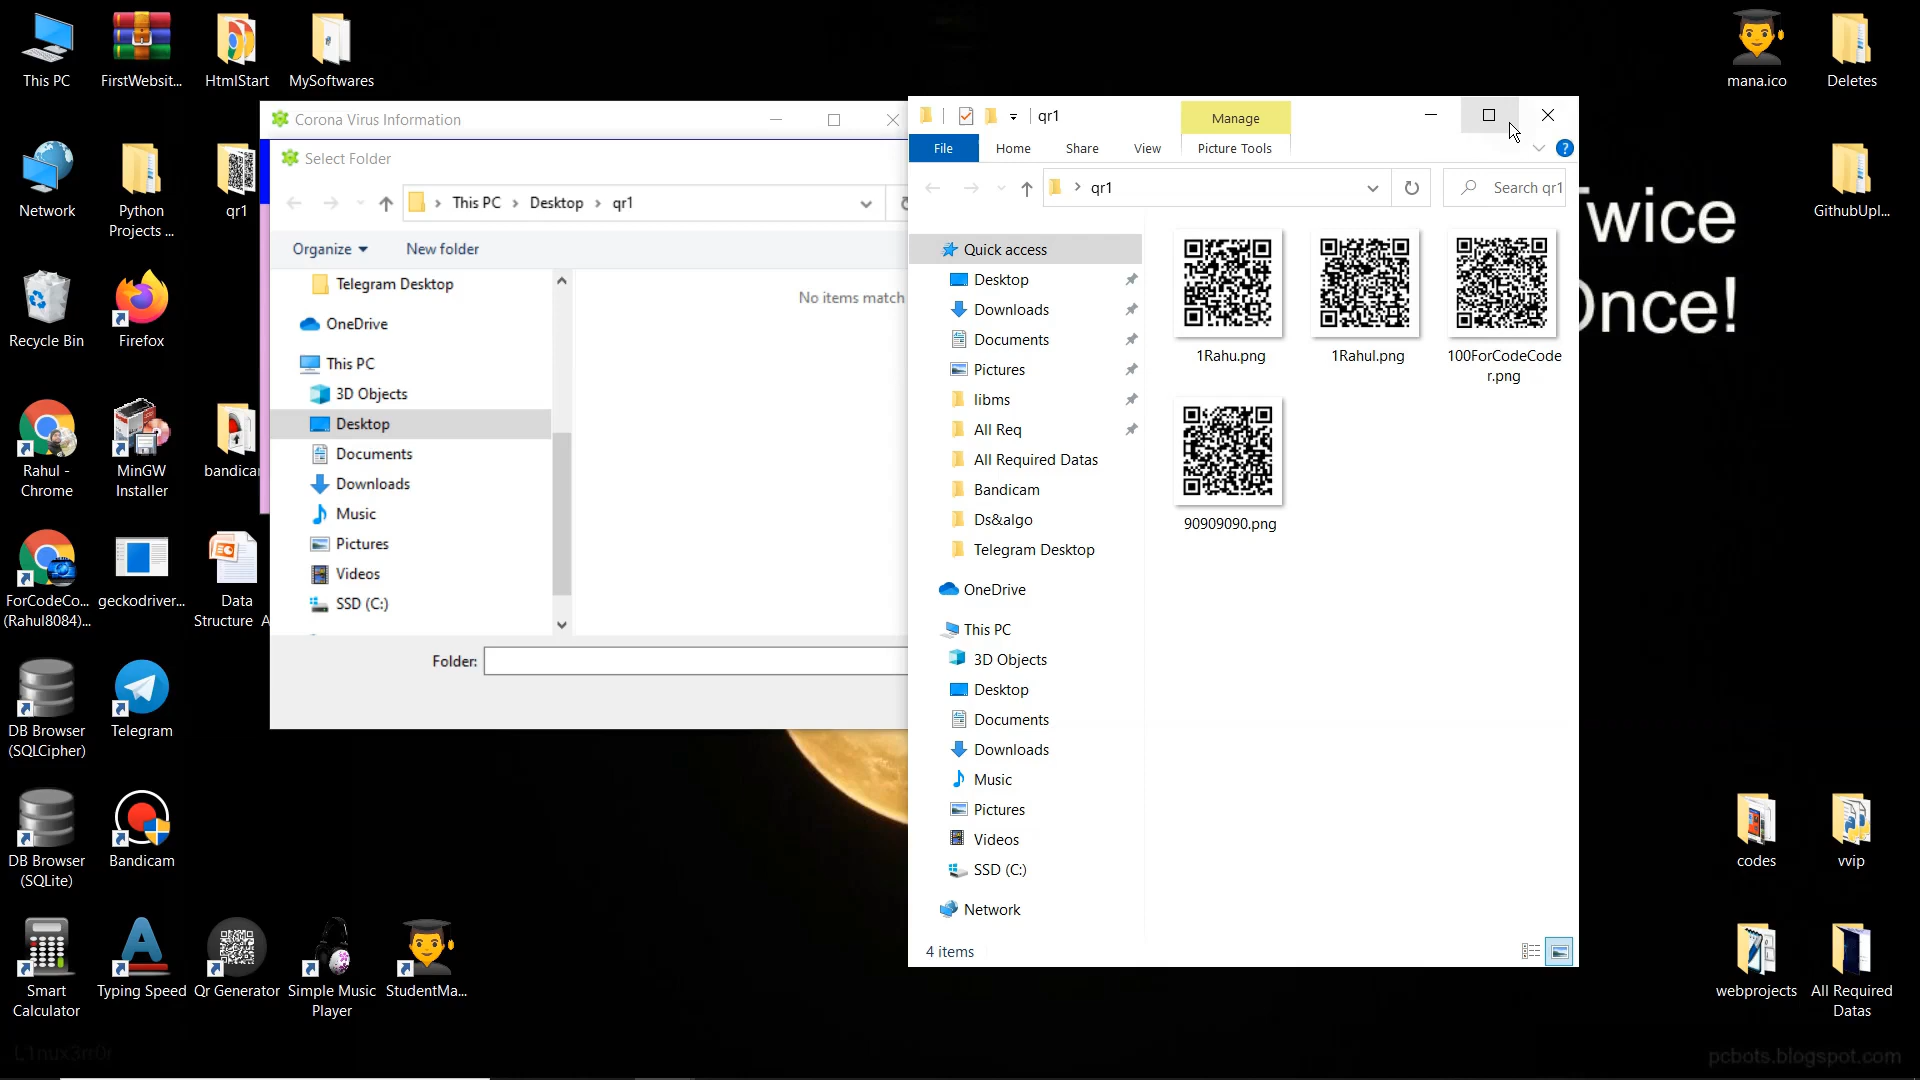 This PC
FirstWebsit...
HtmlStart
MySoftwares
mana.ico
Deletes
Network
Python
Projects ...
qr1
GithubUpl...
Recycle Bin
Firefox
Rahul -
Chrome
MinGW
Installer
bandicam
ForCodeCo...
(Rahul8084)...
geckodriver...
Data
Structure A
DB Browser
(SQLCipher)
Telegram
DB Browser
(SQLite)
Bandicam
codes
vvip
Smart
Calculator
Typing Speed
Qr Generator
Simple Music
Player
StudentMa...
webprojects
All Required
Datas
Corona Virus Information
Select Folder
This PC > Desktop > qr1
Organize
New folder
Telegram Desktop
OneDrive
This PC
3D Objects
Desktop
Documents
Downloads
Music
Pictures
Videos
SSD (C:)
No items match
Folder:
qr1
Manage
File
Home
Share
View
Picture Tools
qr1
Search qr1
Quick access
Desktop
Downloads
Documents
Pictures
libms
All Req
All Required Datas
Bandicam
Ds&algo
Telegram Desktop
OneDrive
This PC
3D Objects
Desktop
Documents
Downloads
Music
Pictures
Videos
SSD (C:)
Network
1Rahu.png
1Rahul.png
100ForCodeCode
r.png
90909090.png
4 items
Twice
Once!
L1nux3rr0r
pcbots.blogspot.com